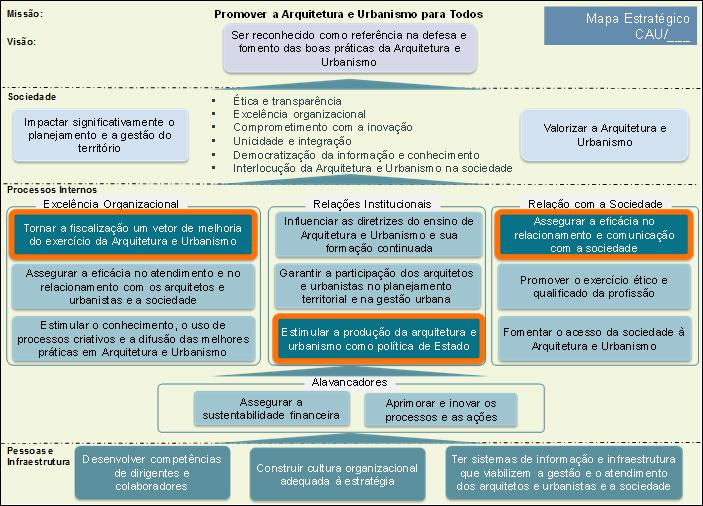 Missão:
Promover a Arquitetura e Urbanismo para Todos
Mapa Estratégico
CAU/___
Visão:
Ser reconhecido como referência na defesa e
fomento das boas práticas da Arquitetura e
Urbanismo
Sociedade
Impactar significativamente o
planejamento e a gestão do
território
• Ética e transparência
• Excelência organizacional
• Comprometimento com a inovação
• Unicidade e integração
• Democratização da informação e conhecimento
• Interlocução da Arquitetura e Urbanismo na sociedade
Valorizar a Arquitetura e
Urbanismo
Processos Internos
Excelência Organizacional
Tornar a fiscalização um vetor de melhoria
do exercício da Arquitetura e Urbanismo
Assegurar a eficácia no atendimento e no
relacionamento com os arquitetos e
urbanistas e a sociedade
Estimular o conhecimento, o uso de
processos criativos e a difusão das melhores
práticas em Arquitetura e Urbanismo
Relações Institucionais
Influenciar as diretrizes do ensino de
Arquitetura e Urbanismo e sua
formação continuada
Garantir a participação dos arquitetos
e urbanistas no planejamento
territorial e na gestão urbana
Estimular a produção da arquitetura e
urbanismo como política de Estado
Relação com a Sociedade
Assegurar a eficácia no
relacionamento e comunicação
com a sociedade
Promover o exercício ético e
qualificado da profissão
Fomentar o acesso da sociedade à
Arquitetura e Urbanismo
Alavancadores
Assegurar a
sustentabilidade financeira
Aprimorar e inovar os
processos e as ações
Pessoas e
Infraestrutura
Desenvolver competências
de dirigentes e
colaboradores
Construir cultura organizacional
adequada à estratégia
Ter sistemas de informação e infraestrutura
que viabilizem a gestão e o atendimento
dos arquitetos e urbanistas e a sociedade